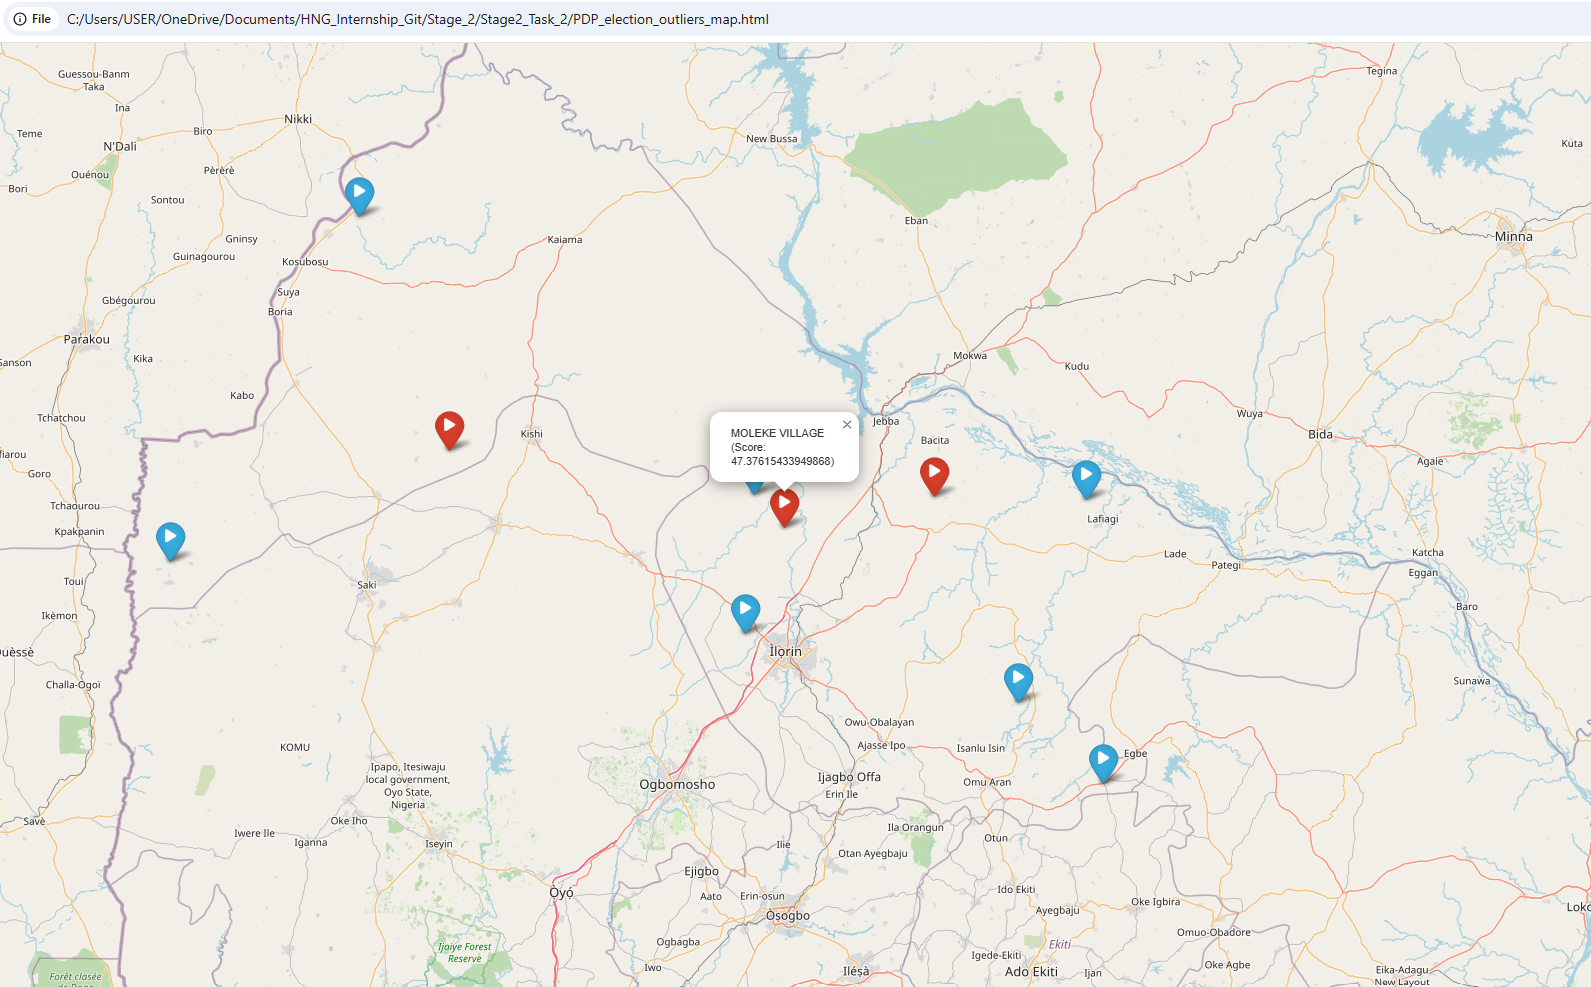 File C:/Users/USER/OneDrive/Documents/HNG_Internship_Git/Stage_2/Stage2_Task_2/PDP_election_outliers_map.html
Guessou-Banm
Taka
Ina
Teme
N'Dali
Biro
Nikki
Ouénou
Pèrèrè
Bori
Sontou
Gninsy
Guinagourou
Kosubosu
Suya
Boria
Gbégourou
Parakou
Kika
Sanson
Kabo
Tchatchou
fiarou
Goro
Tchaourou
Kpakpanin
Toui
Ikèmon
Ouèssè
Challa-Ogoi
Savè
New Bussa
Eban
Kaiama
Kishi
Saki
Tegina
Kuta
Minna
Mokwa
Kudu
Jebba
Bacita
Wuya
Bida
Agaie
MOLEKE VILLAGE
(Score:
47.37615433949868)
×
Lafiagi
Lade
Pategi
Katcha
Eggan
Baro
Sunawa
Ìlọrin
Owu-Obalayan
Ajasse Ipo
Isanlu Isin
Egbe
Omu Aran
Ijagbo Offa
Erin Ile
Ogbomosho
KOMU
Ipapo, Itesiwaju
local government,
Oyo State,
Nigeria
Oke Iho
Iwere Ile
Iganna
Iseyin
Ila Orangun
Otun
Otan Ayegbaju
Ilie
Ejigbo
Aato
Erin-osun
Osogbo
Ọyọ́
Ogbagba
Iwo
Iléṣà
Ijaiye Forest
Reserve
Forêt clasée
de Dogo
Ido Ekiti
Ayegbaju
Oke Igbira
Ekiti
Igede-Ekiti
Ado Ekiti
Ijan
Omuo-Obadore
Oke Agbe
Loko
Eika-Adagu
New Layout